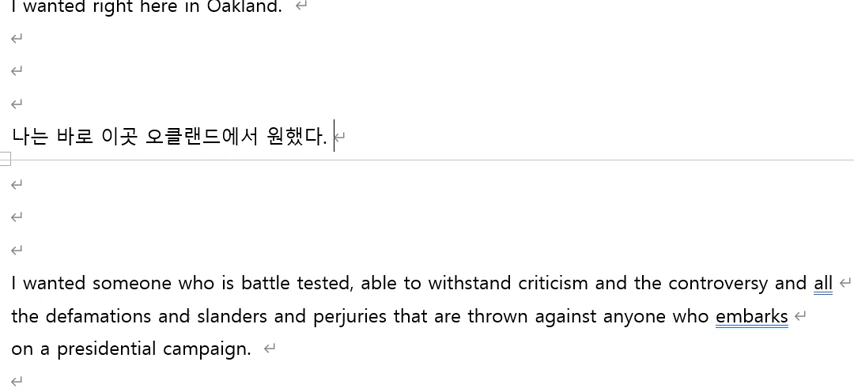 I wanted right here in Oakland.
나는 바로 이곳 오클랜드에서 원했다.
I wanted someone who is battle tested, able to withstand criticism and the controversy and all
the defamations and slanders and perjuries that are thrown against anyone who embarks
on a presidential campaign.